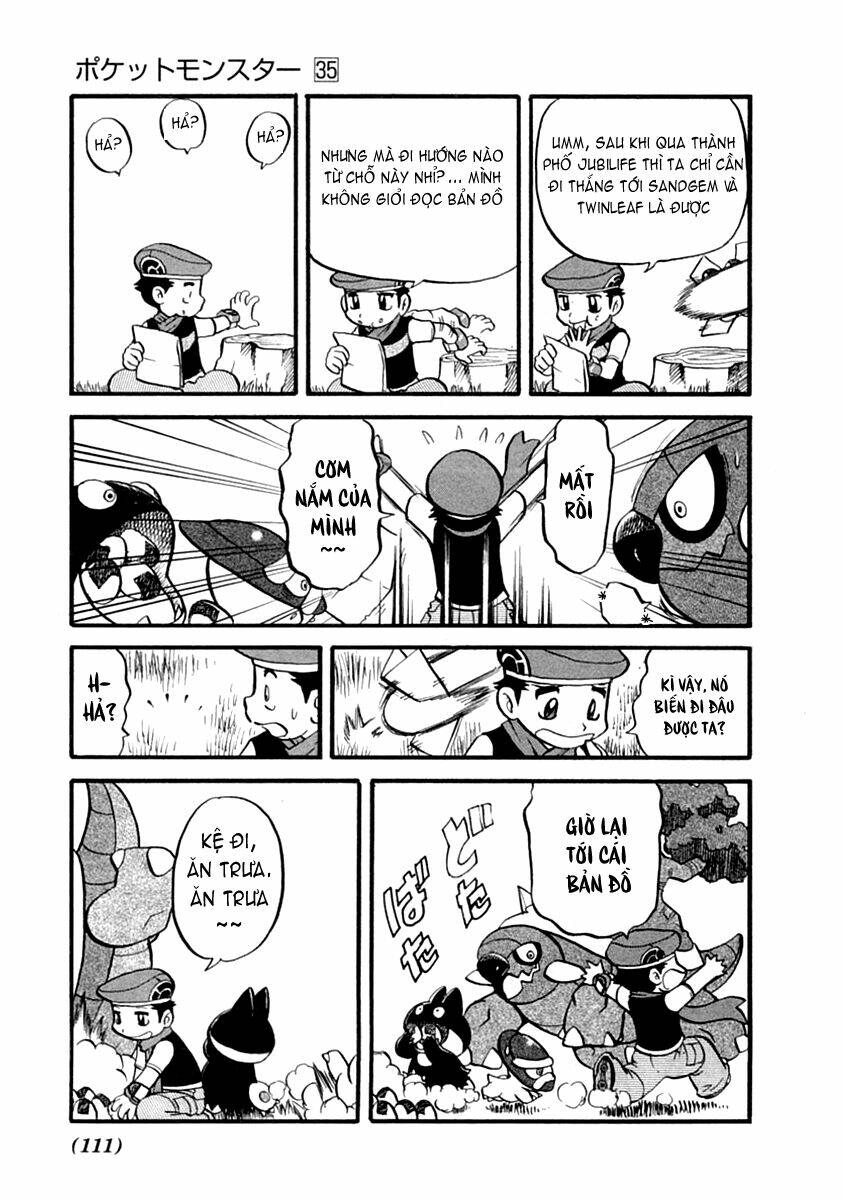 ポケットモンスター 35
UMM, SAU KHI QUA THÀNH
PHỐ JUBILIFE THÌ TA CHỈ CẦN
ĐI THẲNG TỚI SANDGEM VÀ
TWINLEAF LÀ ĐƯỢC
NHƯNG MÀ ĐI HƯỚNG NÀO
TỪ CHỖ NÀY NHỈ?... MÌNH
KHÔNG GIỎI ĐỌC BẢN ĐỒ
HẢ?
HẢ?
HẢ?
MẤT
RỒI
CƠM
NẮM CỦA
MÌNH
~~
KÌ VẬY, NÓ
BIẾN ĐI ĐÂU
ĐƯỢC TA?
H-
HẢ?
GIỜ LẠI
TỚI CÁI
BẢN ĐỒ
どたた
ばたた
KỆ ĐI,
ĂN TRƯA.
ĂN TRƯA
~~
(111)